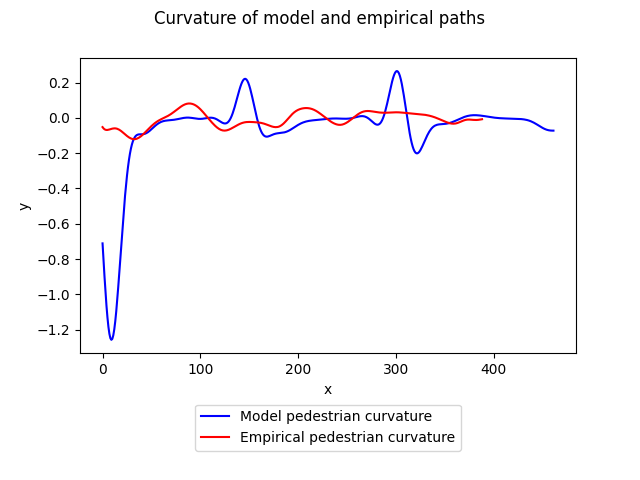 Curvature of model and empirical paths
0.2
0.0
−0.2
−0.4
−0.6
−0.8
−1.0
−1.2
y
0 100 200 300 400
x
Model pedestrian curvature
Empirical pedestrian curvature